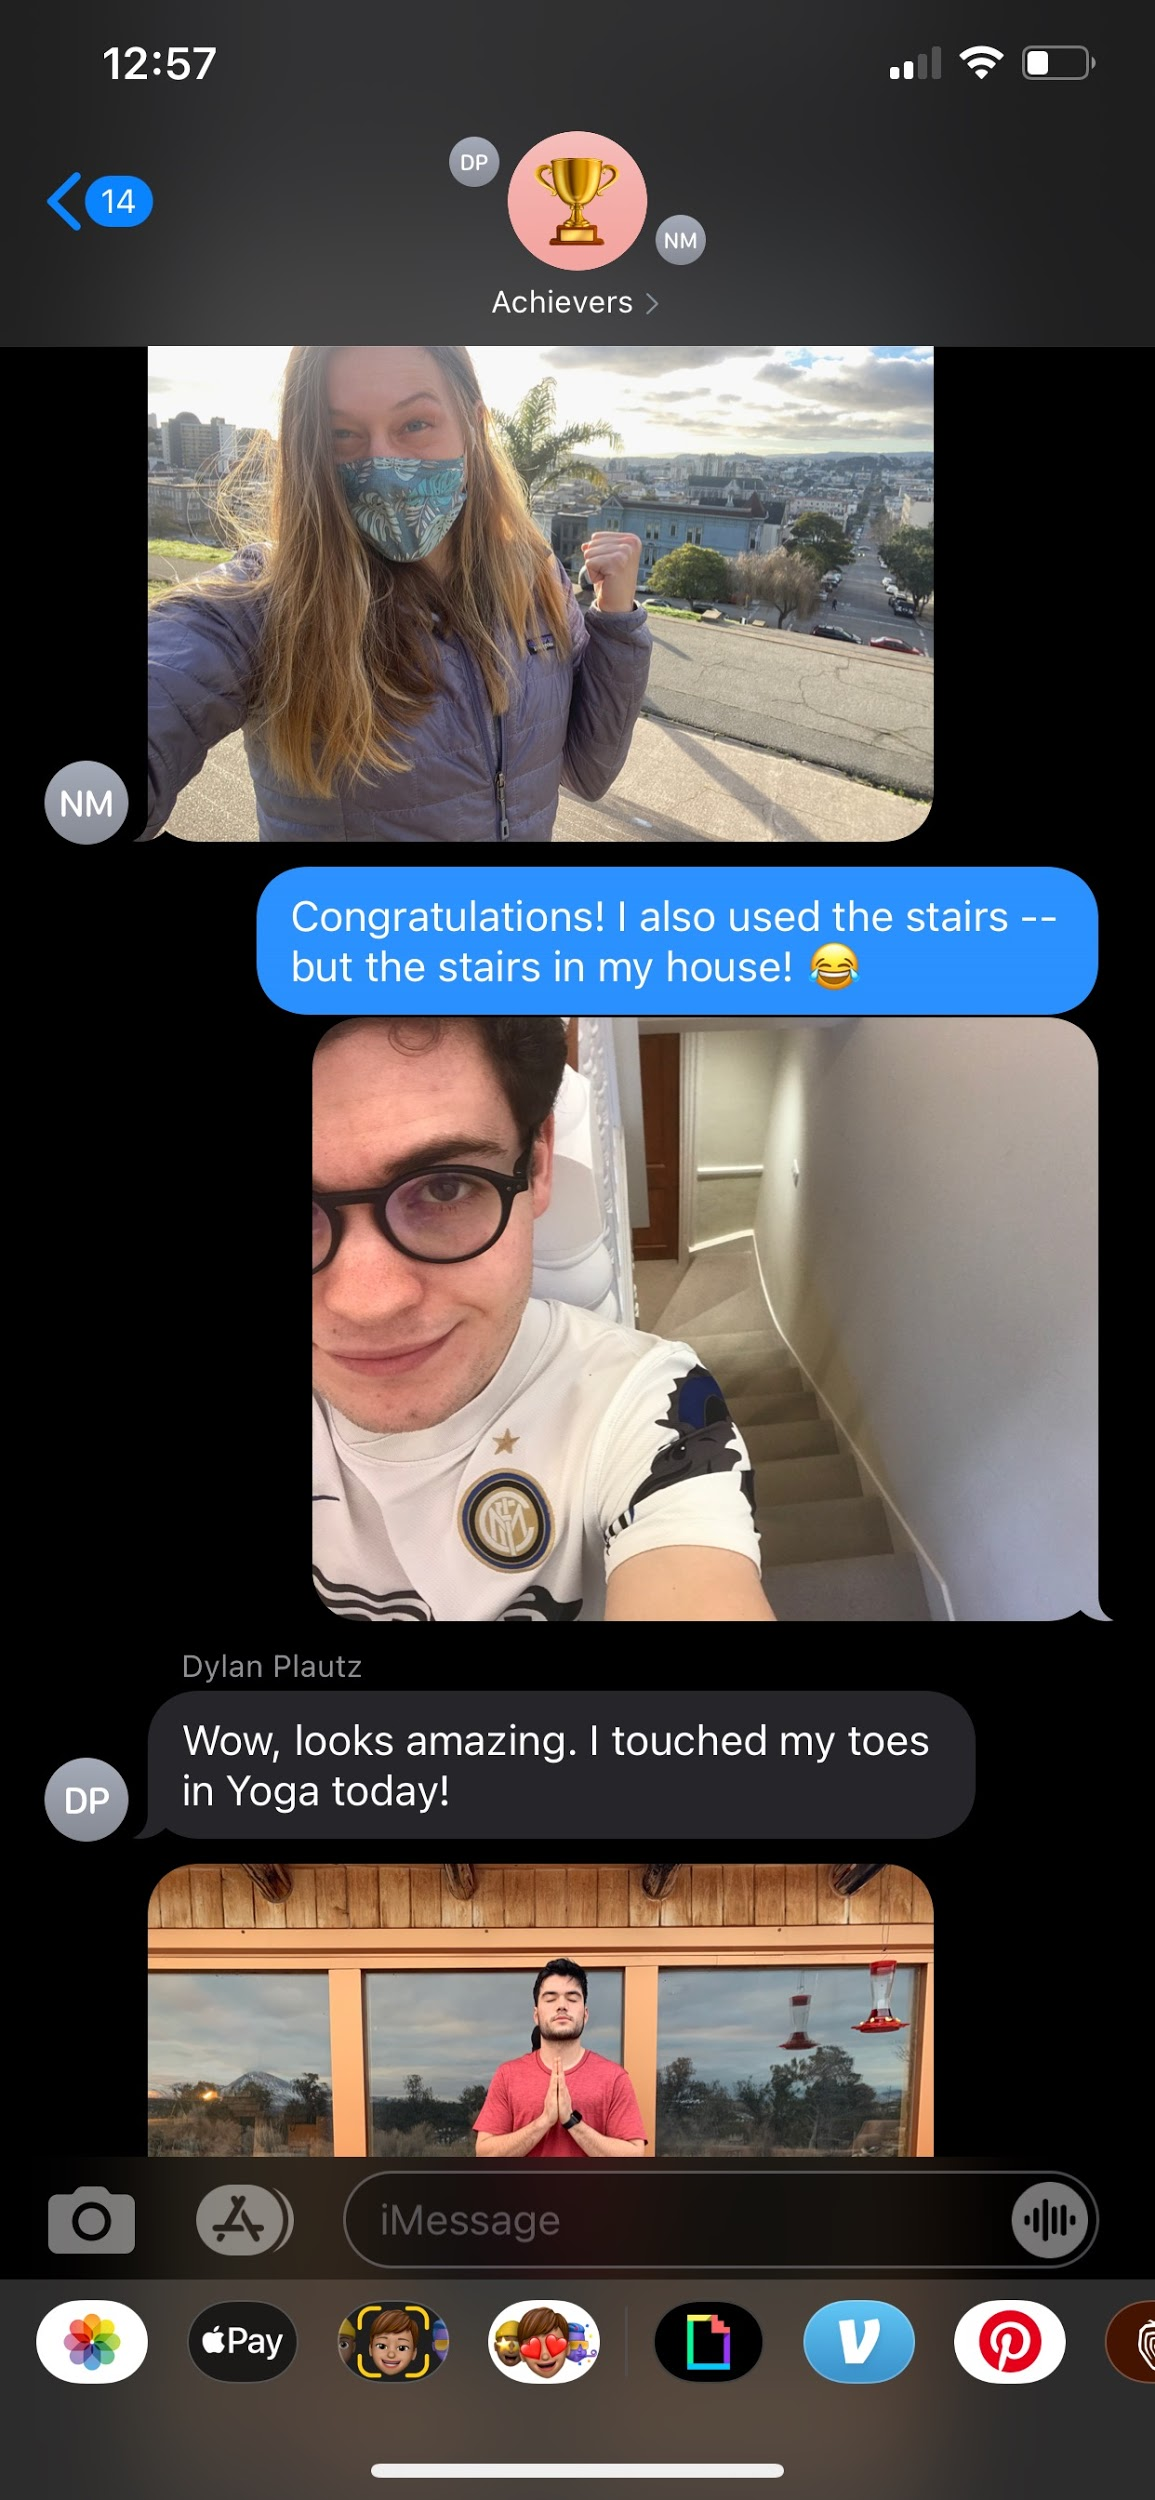 12:57
14
DP
NM
Achievers
NM
Congratulations! I also used the stairs --
but the stairs in my house! 😂
Dylan Plautz
Wow, looks amazing. I touched my toes
in Yoga today!
DP
iMessage
Pay